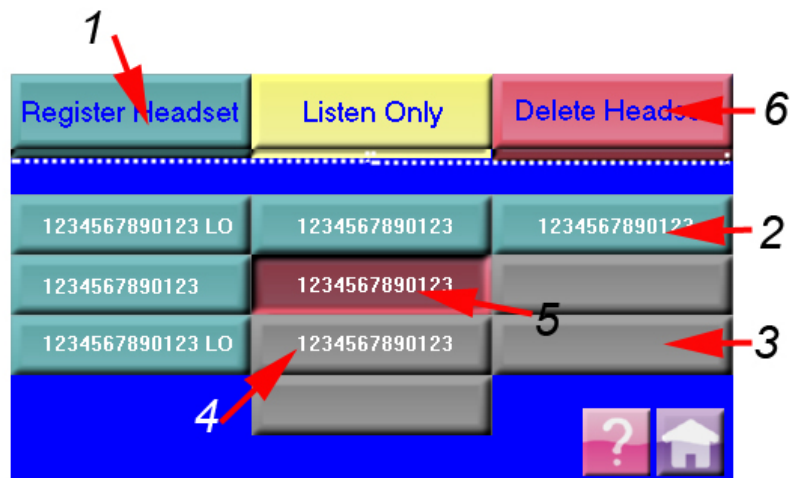 1
Register Headset Listen Only Delete Headset 6
1234567890123 LO 1234567890123 1234567890123 2
1234567890123 1234567890123
5
1234567890123 LO 1234567890123 3
4
?